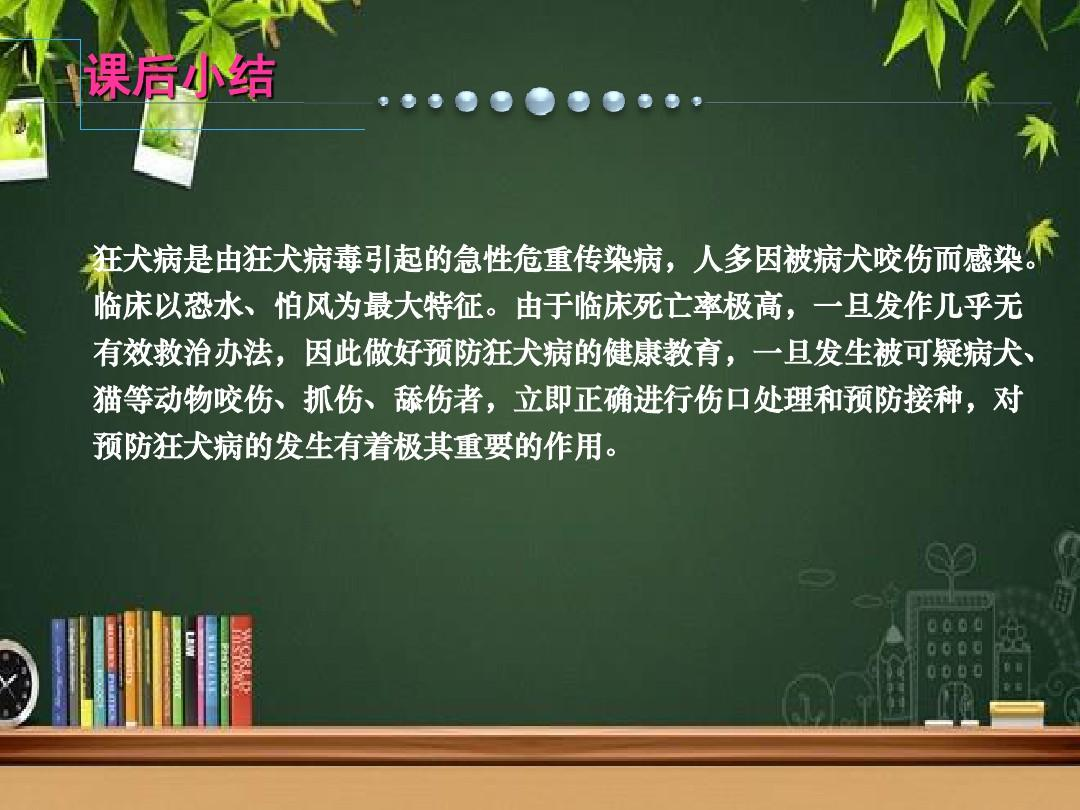 课后小结
狂犬病是由狂犬病毒引起的急性危重传染病，人多因被病犬咬伤而感染。
临床以恐水、怕风为最大特征。由于临床死亡率极高，一旦发作几乎无
有效救治办法，因此做好预防狂犬病的健康教育，一旦发生被可疑病犬、
猫等动物咬伤、抓伤、舔伤者，立即正确进行伤口处理和预防接种，对
预防狂犬病的发生有着极其重要的作用。
LAW
WORLD HISTORY